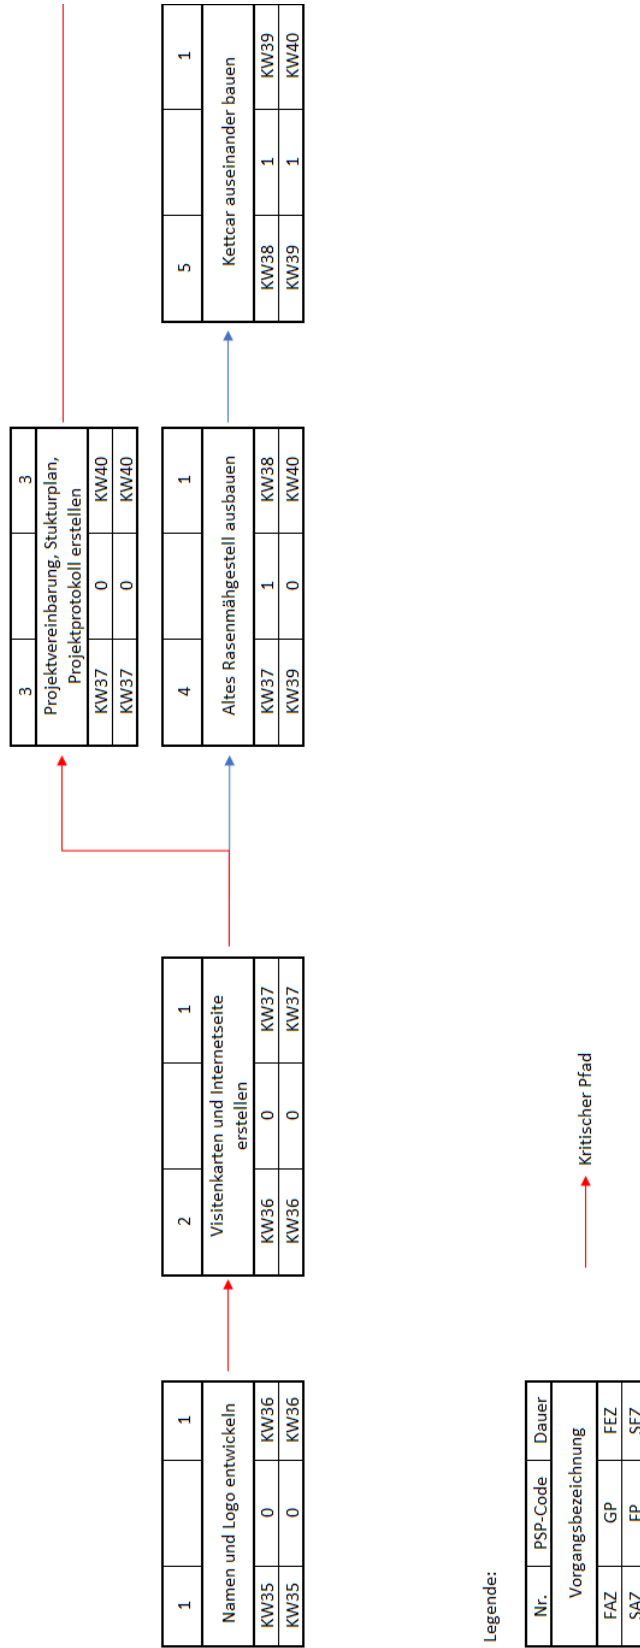 1 1
Namen und Logo entwickeln
KW35 0 KW36
KW35 0 KW36
2 1
Visitenkarten und Internetseite
erstellen
KW36 0 KW37
KW36 0 KW37
3 3
Projektvereinbarung, Stukturplan,
Projektprotokoll erstellen
KW37 0 KW40
KW37 0 KW40
4 1
Altes Rasenmähgestell ausbauen
KW37 1 KW38
KW39 0 KW40
5 1
Kettcar auseinander bauen
KW38 1 KW39
KW39 1 KW40
Legende:
Nr. PSP-Code Dauer
Vorgangsbezeichnung
FAZ GP FEZ
SAZ FP SEZ
Kritischer Pfad